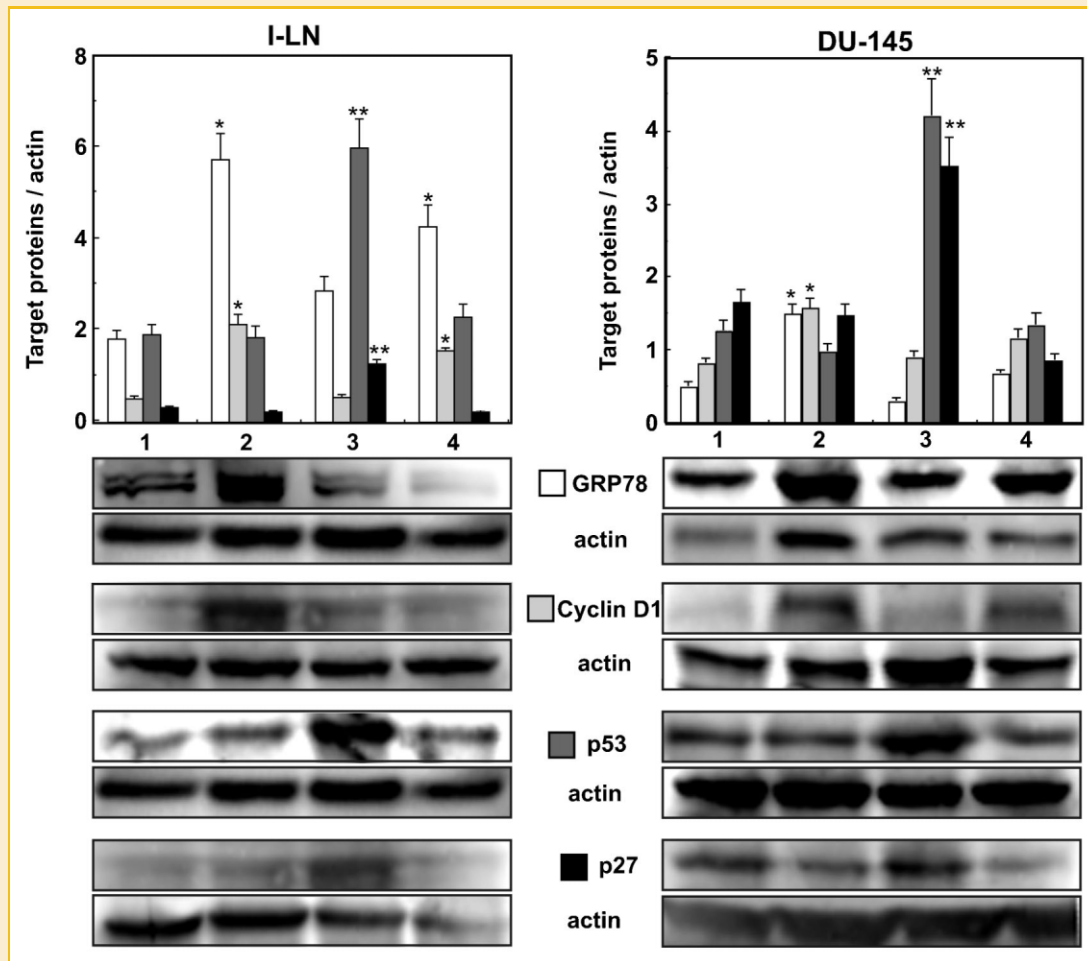 I-LN
DU-145
Target proteins / actin
8
6
4
2
0
*
*
**
**
*
*
1 2 3 4
Target proteins / actin
5
4
3
2
1
0
* *
**
**
1 2 3 4
GRP78
actin
Cyclin D1
actin
p53
actin
p27
actin